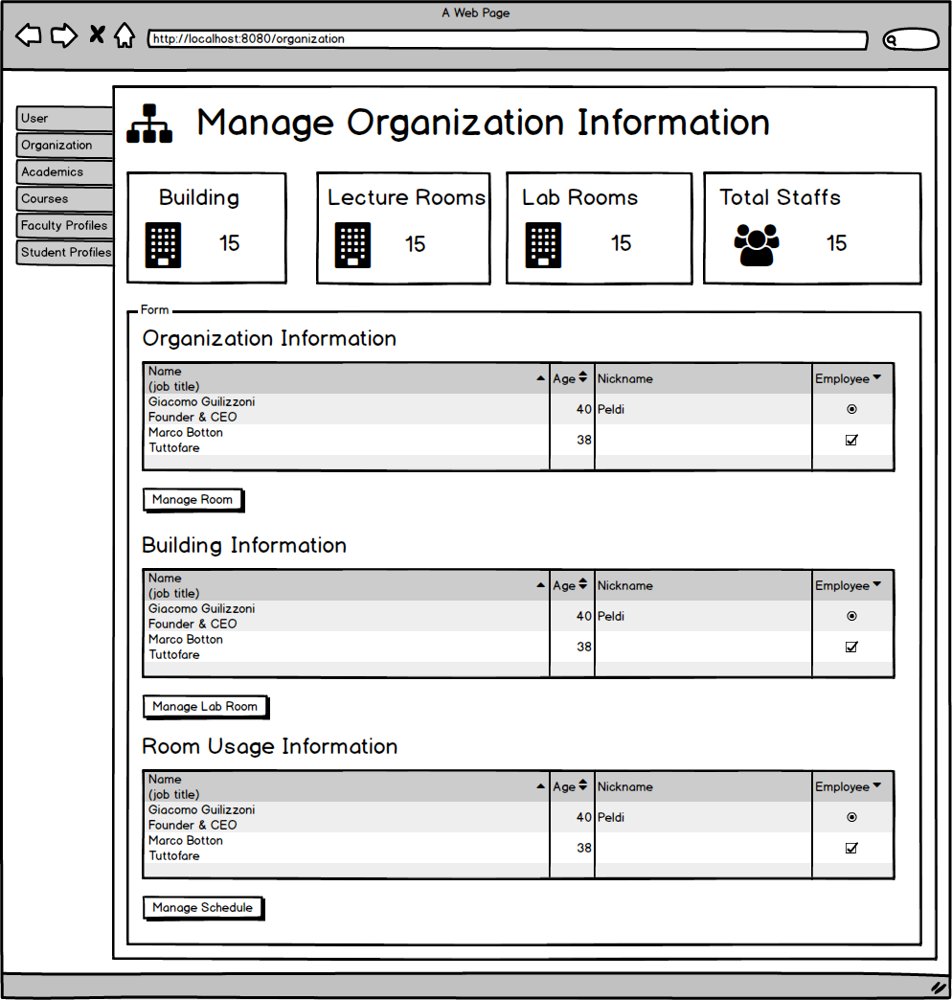 A Web Page
http://localhost:8080/organization
User
Organization
Academics
Courses
Faculty Profiles
Student Profiles
Manage Organization Information
Building
15
Lecture Rooms
15
Lab Rooms
15
Total Staffs
15
Form
Organization Information
Name
(job title) Age Nickname Employee
Giacomo Guilizzoni
Founder & CEO 40 Peldi
Marco Botton
Tuttofare 38
Manage Room
Building Information
Name
(job title) Age Nickname Employee
Giacomo Guilizzoni
Founder & CEO 40 Peldi
Marco Botton
Tuttofare 38
Manage Lab Room
Room Usage Information
Name
(job title) Age Nickname Employee
Giacomo Guilizzoni
Founder & CEO 40 Peldi
Marco Botton
Tuttofare 38
Manage Schedule